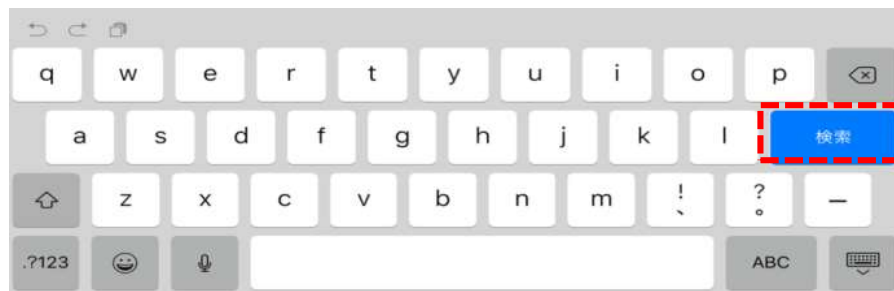 q w e r t y u i o p
a s d f g h j k l 検索
z x c v b n m ! 、 ? 。 ー
.?123 ABC